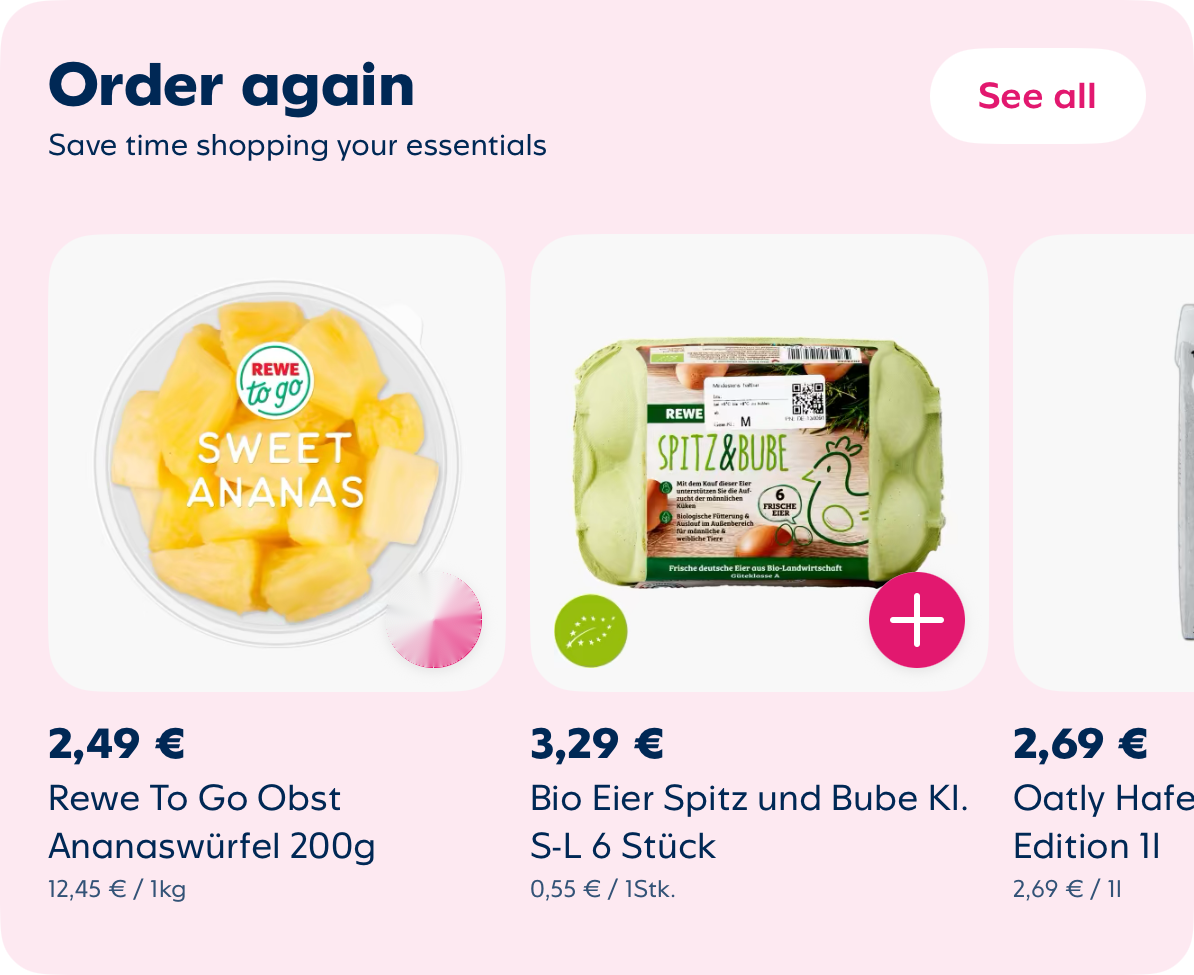 Order again
See all
Save time shopping your essentials
REWE
to go
SWEET
ANANAS
REWE
M
SPITZ&BUBE
Mit dem Kauf dieser Eier
unterstützen Sie die Auf-
zucht der männlichen
Küken
Biologische Fütterung &
Auslauf im Außenbereich
für männliche &
weibliche Tiere
6
FRISCHE
EIER
Frische deutsche Eier aus Bio-Landwirtschaft
Güteklasse A
2,49 €
Rewe To Go Obst
Ananaswürfel 200g
12,45 € / 1kg
3,29 €
Bio Eier Spitz und Bube Kl.
S-L 6 Stück
0,55 € / 1Stk.
2,69 €
Oatly Hafe
Edition 1l
2,69 € / 1l